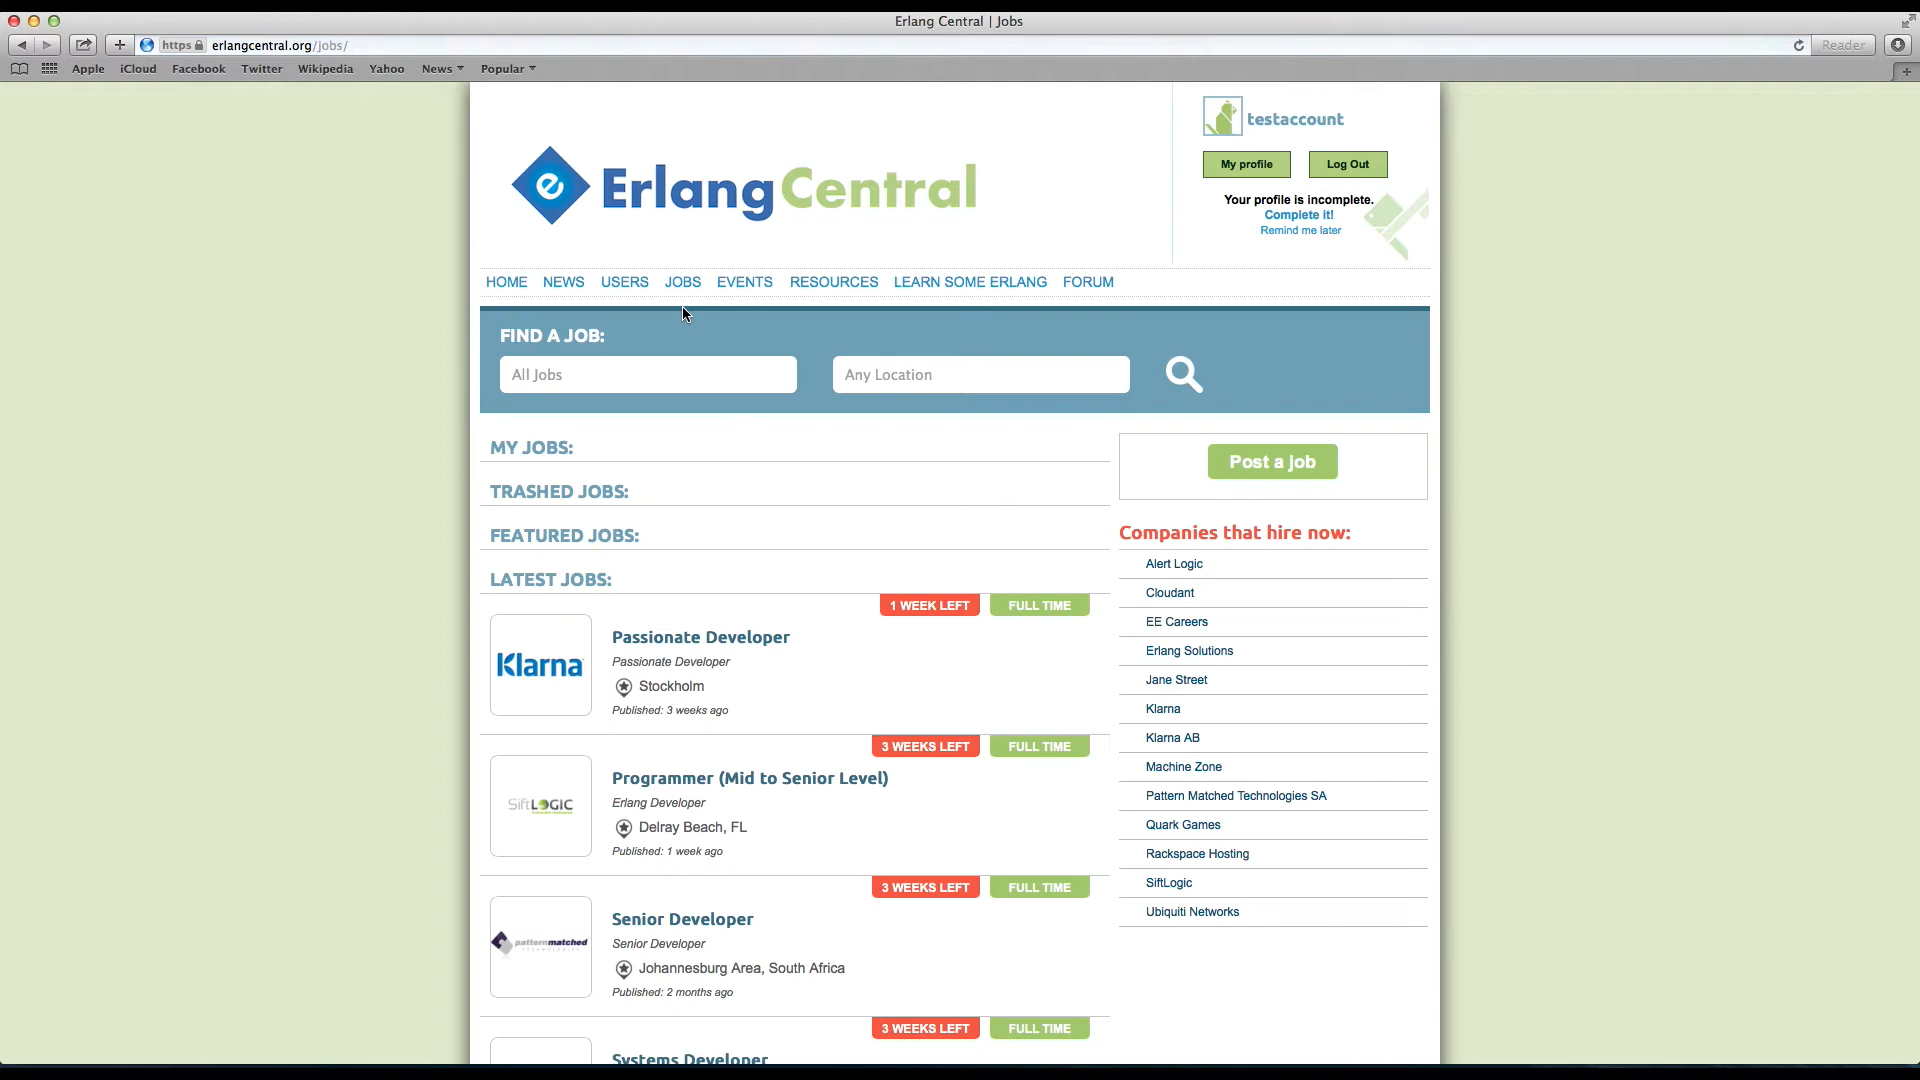 Erlang Central | Jobs
https erlangcentral.org/jobs/
Reader
Apple iCloud Facebook Twitter Wikipedia Yahoo News Popular
testaccount
My profile Log Out
Your profile is incomplete.
Complete it!
Remind me later
e ErlangCentral
HOME NEWS USERS JOBS EVENTS RESOURCES LEARN SOME ERLANG FORUM
FIND A JOB:
All Jobs Any Location
MY JOBS:
TRASHED JOBS:
FEATURED JOBS:
LATEST JOBS:
1 WEEK LEFT FULL TIME
Klarna
Passionate Developer
Passionate Developer
Stockholm
Published: 3 weeks ago
3 WEEKS LEFT FULL TIME
SiftLOGIC
Programmer (Mid to Senior Level)
Erlang Developer
Delray Beach, FL
Published: 1 week ago
3 WEEKS LEFT FULL TIME
patternmatched
Senior Developer
Senior Developer
Johannesburg Area, South Africa
Published: 2 months ago
3 WEEKS LEFT FULL TIME
Systems Developer
Post a job
Companies that hire now:
Alert Logic
Cloudant
EE Careers
Erlang Solutions
Jane Street
Klarna
Klarna AB
Machine Zone
Pattern Matched Technologies SA
Quark Games
Rackspace Hosting
SiftLogic
Ubiquiti Networks